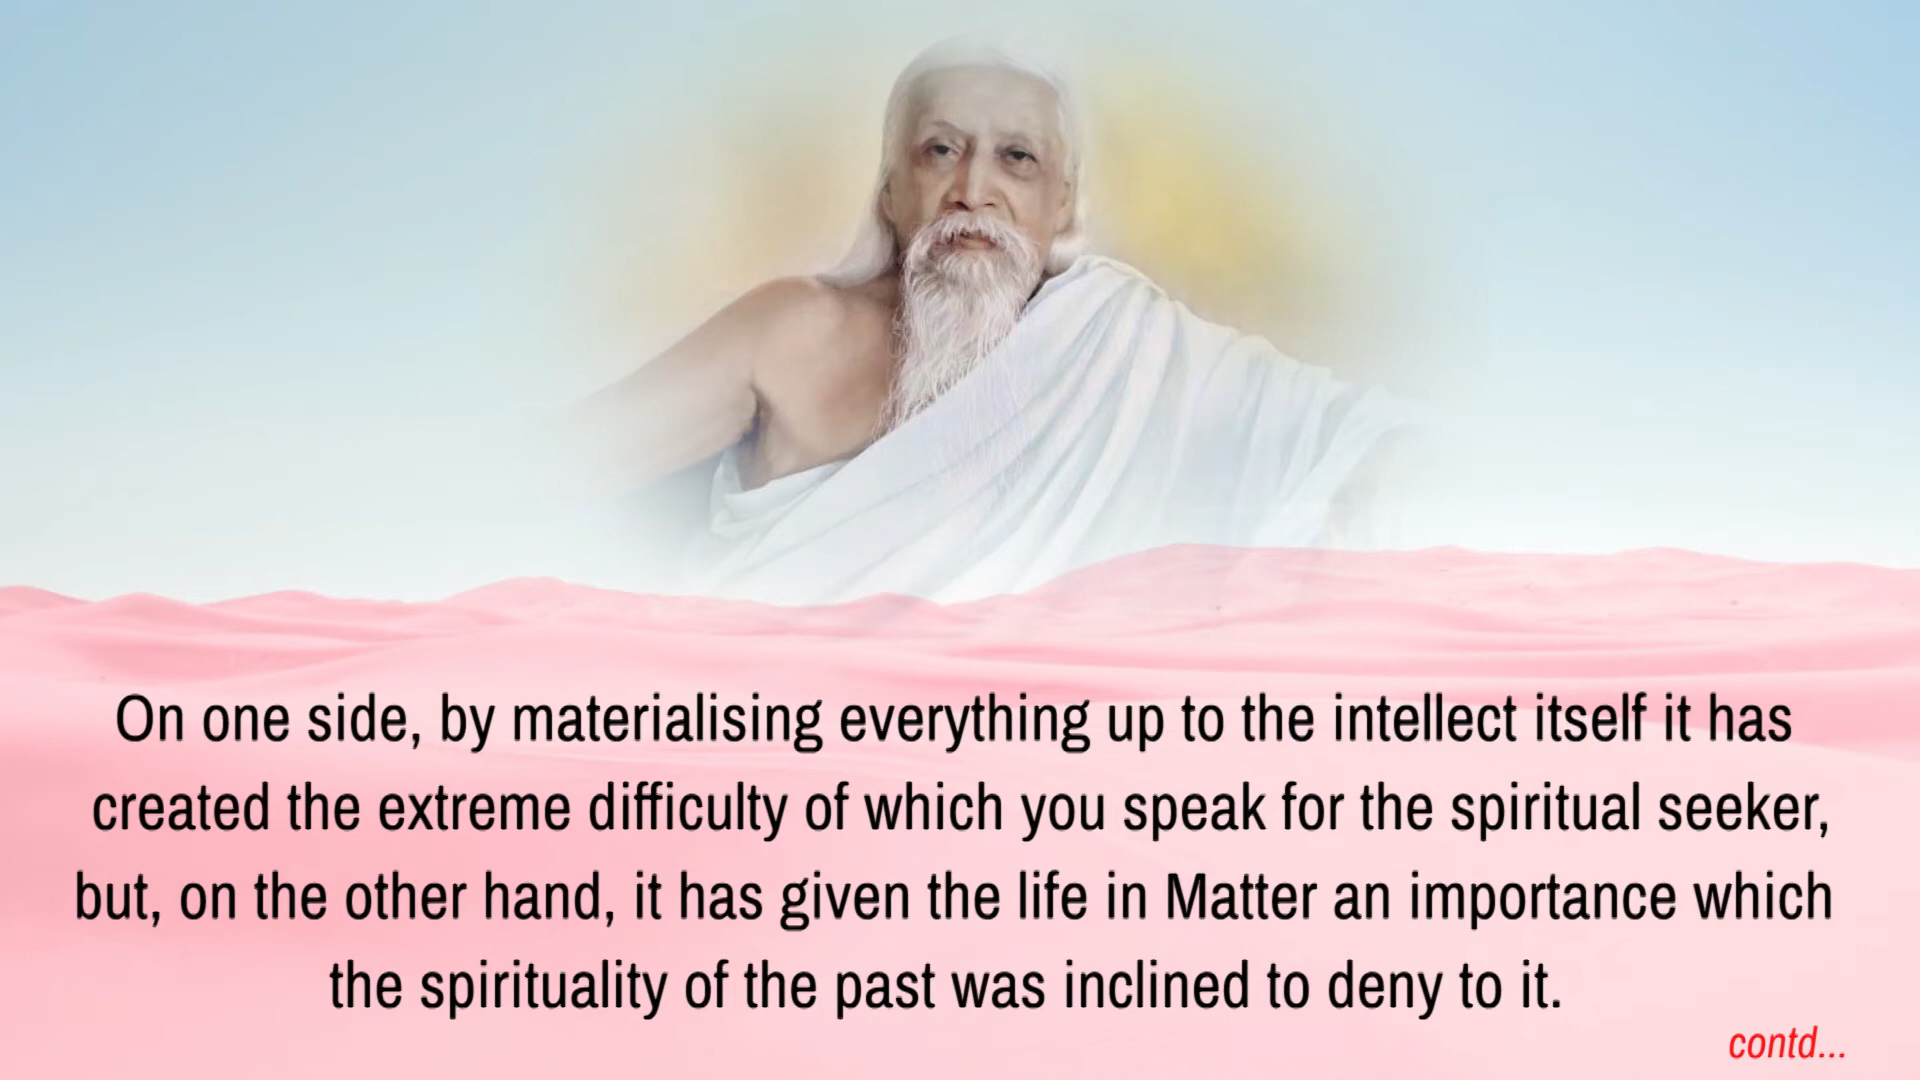 On one side, by materialising everything up to the intellect itself it has
created the extreme difficulty of which you speak for the spiritual seeker,
but, on the other hand, it has given the life in Matter an importance which
the spirituality of the past was inclined to deny to it.
contd...